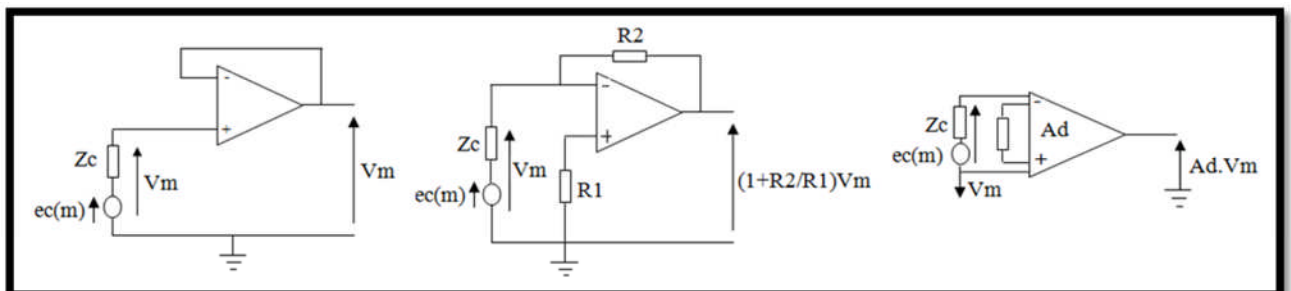 -
+
Zc
ec(m)
Vm
Vm
R2
-
+
Zc
ec(m)
Vm
R1
(1+R2/R1)Vm
-
+
Ad
Zc
ec(m)
Vm
Ad.Vm